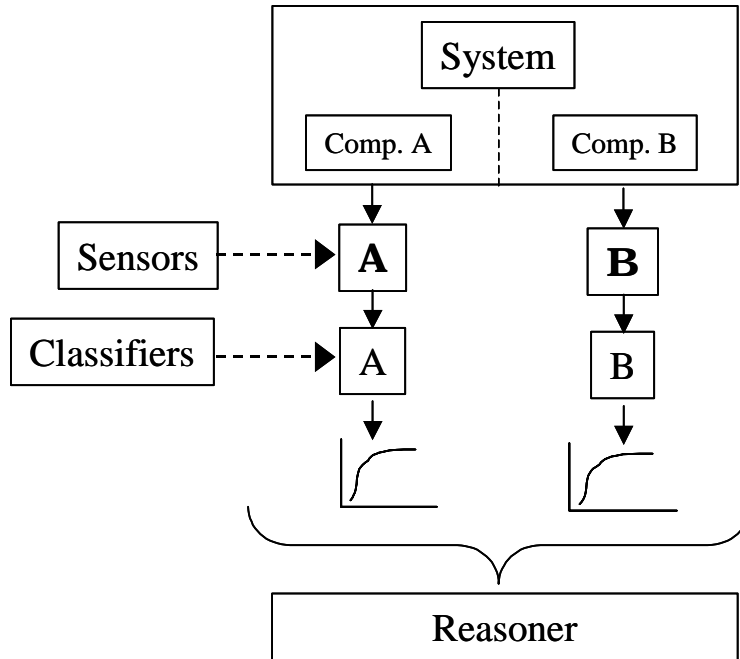 System
Comp. A
Comp. B
Sensors
A
B
Classifiers
A
B
Reasoner